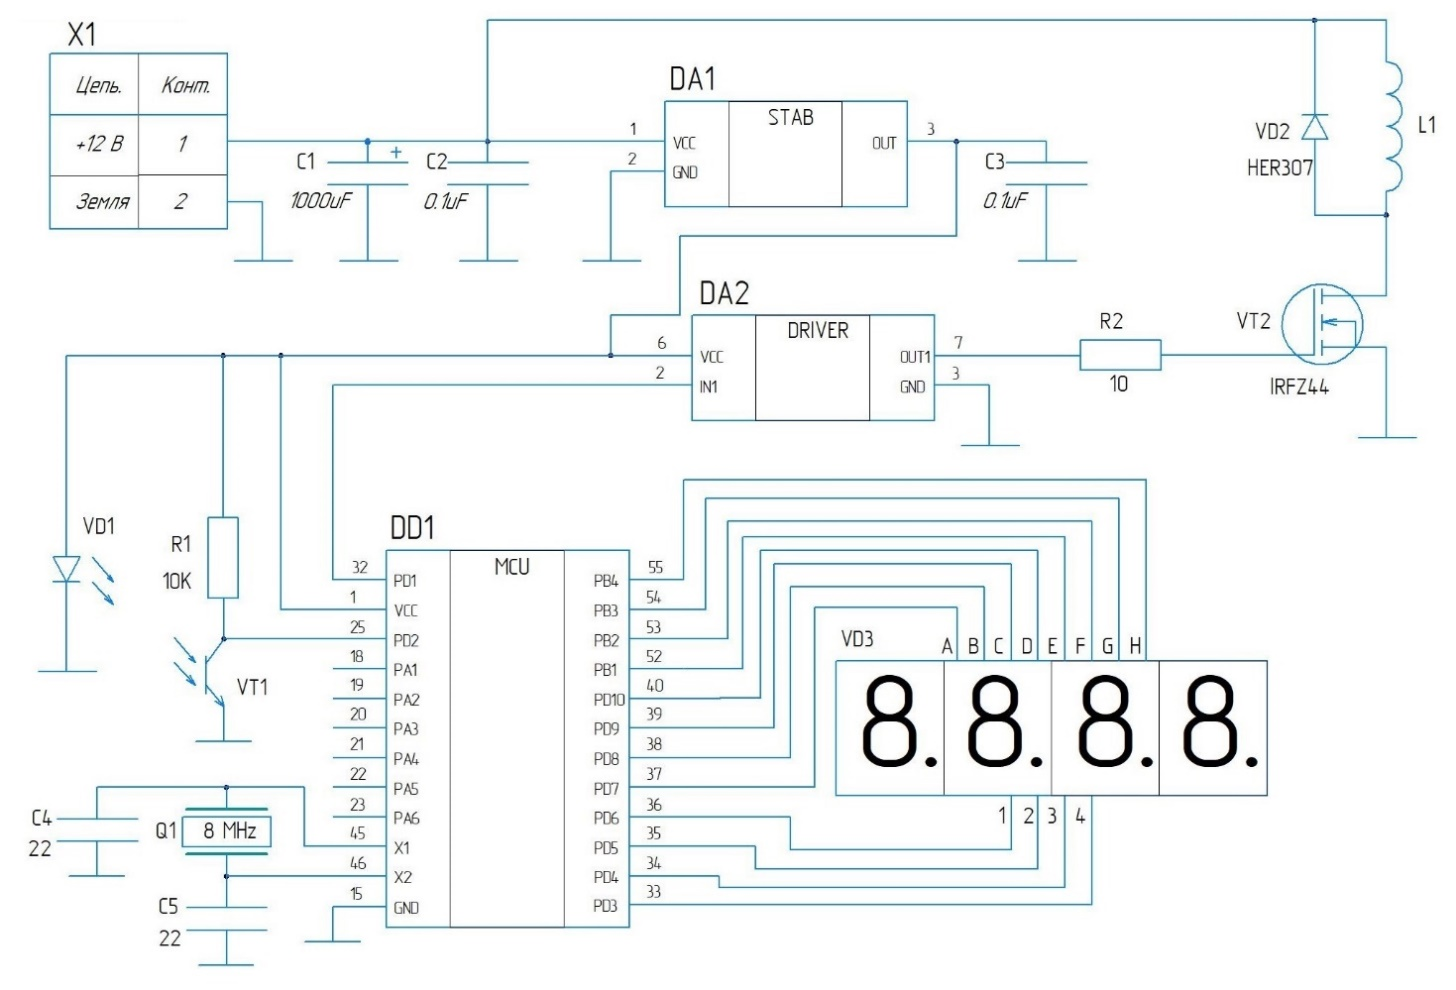 X1
Цепь. Конт.
+12 В 1
Земля 2
C1
1000uF
+
C2
0.1uF
DA1
STAB
1 VCC
2 GND
OUT 3
C3
0.1uF
VD2
HER307
L1
DA2
DRIVER
6 VCC
2 IN1
OUT1 7
GND 3
R2
10
VT2
IRFZ44
VD1
R1
10K
VT1
DD1
MCU
32 PD1
1 VCC
25 PD2
18 PA1
19 PA2
20 PA3
21 PA4
22 PA5
23 PA6
45 X1
46 X2
15 GND
PB4 55
PB3 54
PB2 53
PB1 52
PD10 40
PD9 39
PD8 38
PD7 37
PD6 36
PD5 35
PD4 34
PD3 33
VD3
A B C D E F G H
8. 8. 8. 8.
1 2 3 4
C4
22
Q1 8 MHz
C5
22